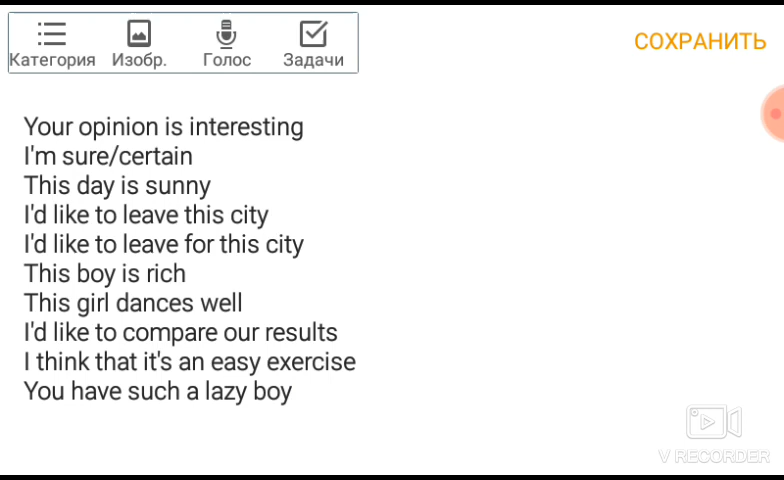 Категория Изобр. Голос Задачи
СОХРАНИТЬ
Your opinion is interesting
I'm sure/certain
This day is sunny
I'd like to leave this city
I'd like to leave for this city
This boy is rich
This girl dances well
I'd like to compare our results
I think that it's an easy exercise
You have such a lazy boy
V RECORDER